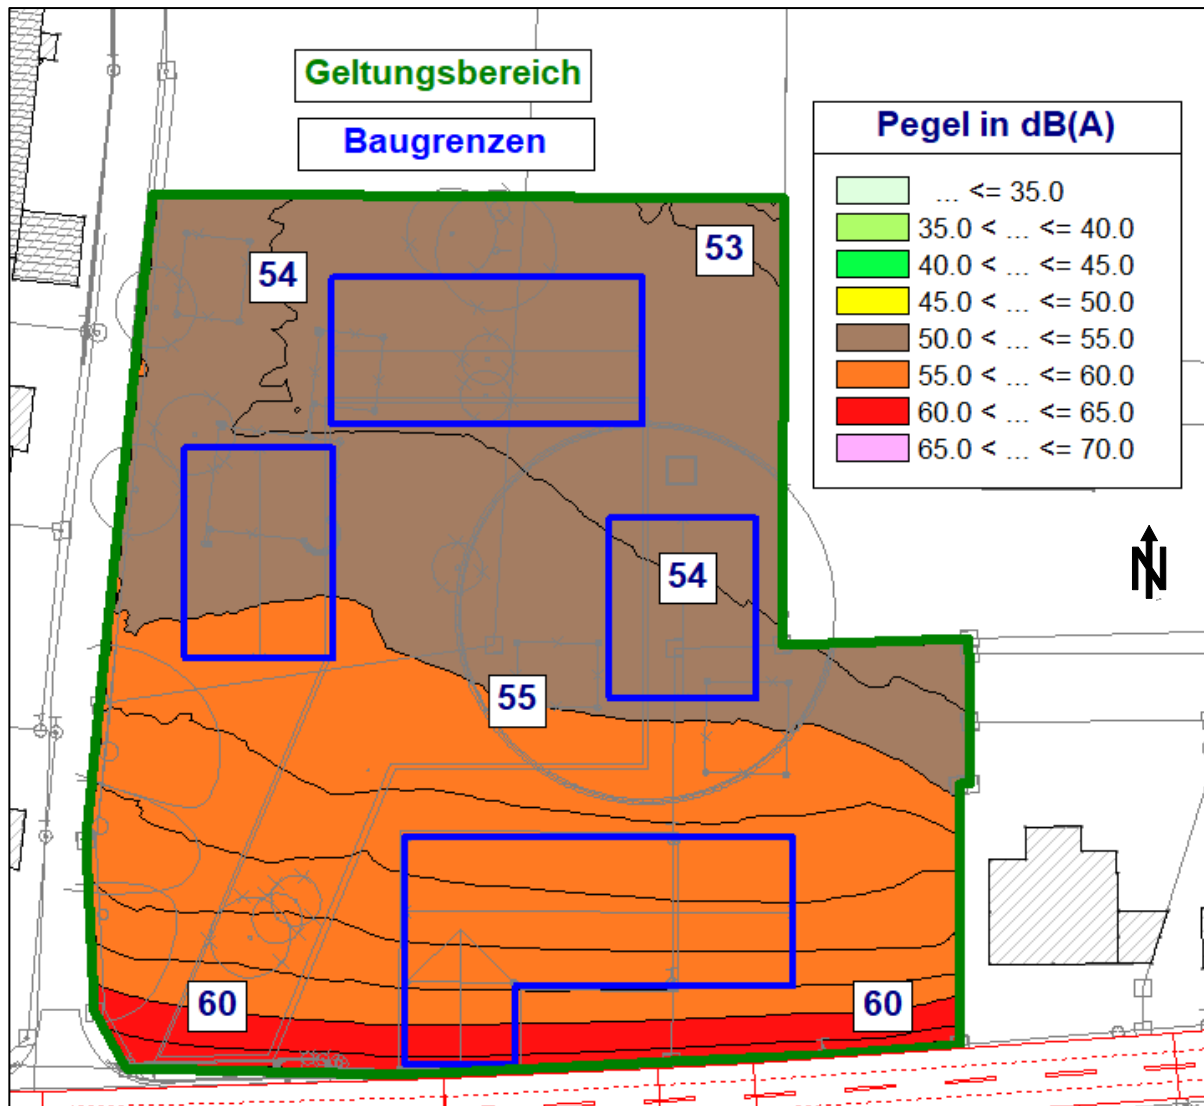 Geltungsbereich
Baugrenzen
Pegel in dB(A)
... <= 35.0
35.0 < ... <= 40.0
40.0 < ... <= 45.0
45.0 < ... <= 50.0
50.0 < ... <= 55.0
55.0 < ... <= 60.0
60.0 < ... <= 65.0
65.0 < ... <= 70.0
53
54
N
54
55
60
60